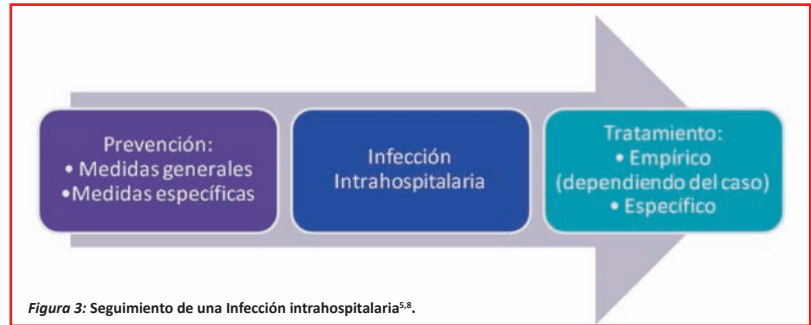 Prevención:
• Medidas generales
•Medidas específicas
Infección
Intrahospitalaria
Tratamiento:
• Empírico
(dependiendo del caso)
• Específico
Figura 3: Seguimiento de una Infección intrahospitalaria5,8.